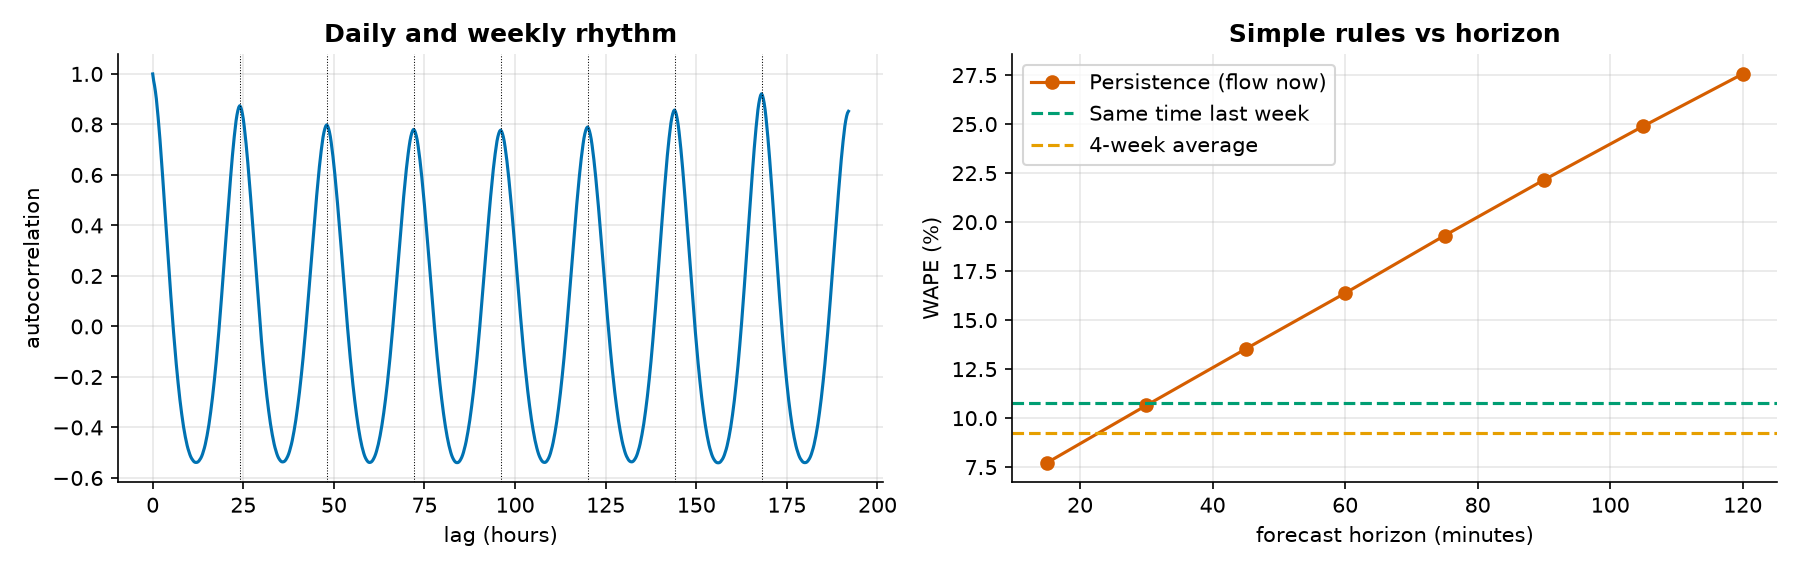 Daily and weekly rhythm
1.0
0.8
0.6
0.4
0.2
0.0
−0.2
−0.4
−0.6
autocorrelation
0 25 50 75 100 125 150 175 200
lag (hours)
Simple rules vs horizon
Persistence (flow now)
Same time last week
4-week average
27.5
25.0
22.5
20.0
17.5
15.0
12.5
10.0
7.5
WAPE (%)
20 40 60 80 100 120
forecast horizon (minutes)